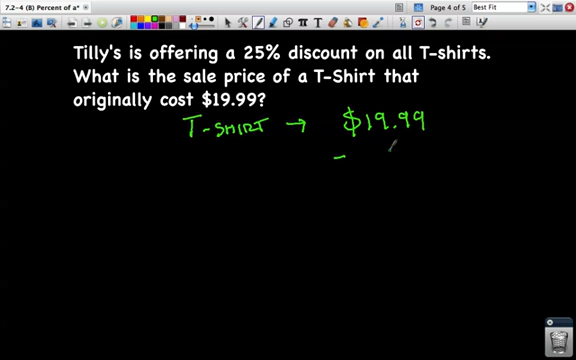 7.2-4 (B) Percent of a*
Page 4 of 5
Best Fit
Tilly's is offering a 25% discount on all T-shirts.
What is the sale price of a T-Shirt that
originally cost $19.99?
T-SHIRT → $19.99
-